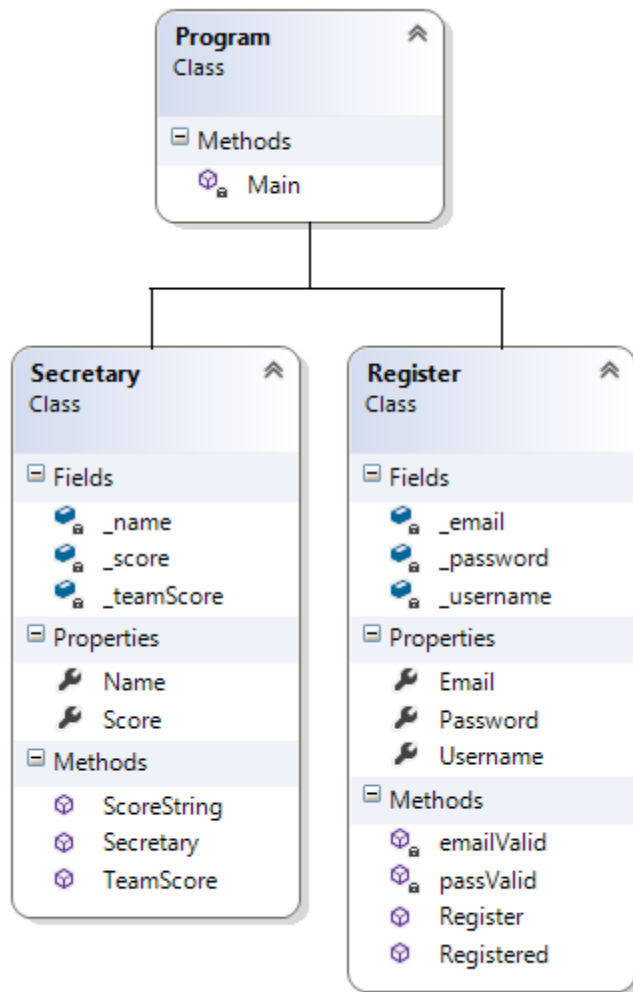 Program
Class
Methods
Main
Secretary
Class
Fields
_name
_score
_teamScore
Properties
Name
Score
Methods
ScoreString
Secretary
TeamScore
Register
Class
Fields
_email
_password
_username
Properties
Email
Password
Username
Methods
emailValid
passValid
Register
Registered